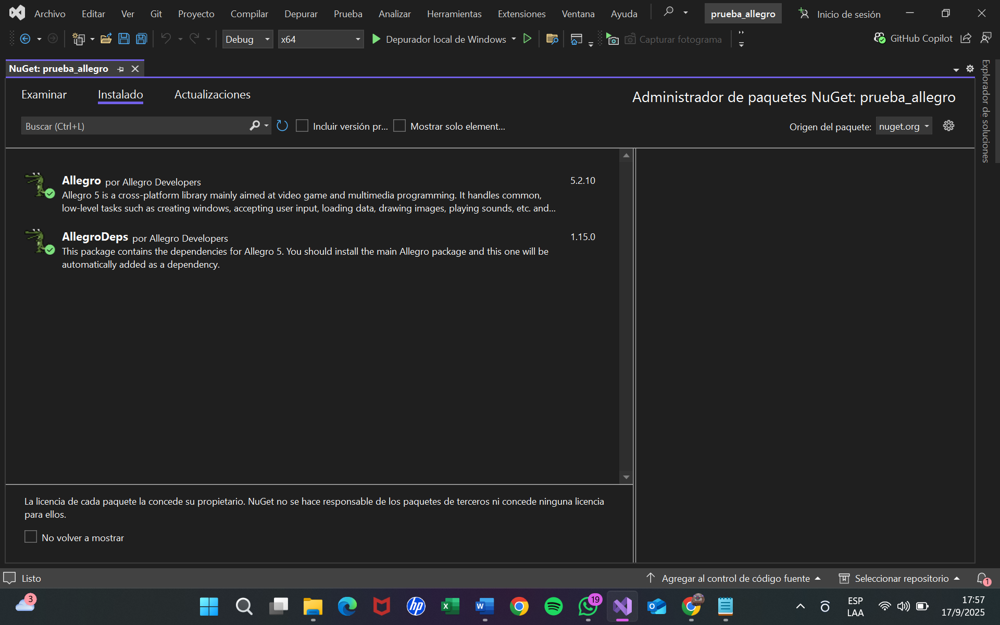 Archivo Editar Ver Git Proyecto Compilar Depurar Prueba Analizar Herramientas Extensiones Ventana Ayuda prueba_allegro Inicio de sesión
Debug x64 Depurador local de Windows Capturar fotograma GitHub Copilot
NuGet: prueba_allegro
Explorador de soluciones
Examinar Instalado Actualizaciones Administrador de paquetes NuGet: prueba_allegro
Buscar (Ctrl+L) Incluir versión pr... Mostrar solo element... Origen del paquete: nuget.org
Allegro por Allegro Developers 5.2.10
Allegro 5 is a cross-platform library mainly aimed at video game and multimedia programming. It handles common,
low-level tasks such as creating windows, accepting user input, loading data, drawing images, playing sounds, etc. and...
AllegroDeps por Allegro Developers 1.15.0
This package contains the dependencies for Allegro 5. You should install the main Allegro package and this one will be
automatically added as a dependency.
La licencia de cada paquete la concede su propietario. NuGet no se hace responsable de los paquetes de terceros ni concede ninguna licencia
para ellos.
No volver a mostrar
Listo Agregar al control de código fuente Seleccionar repositorio 1
3 hp X W 19 ESP 17:57
LAA 17/9/2025